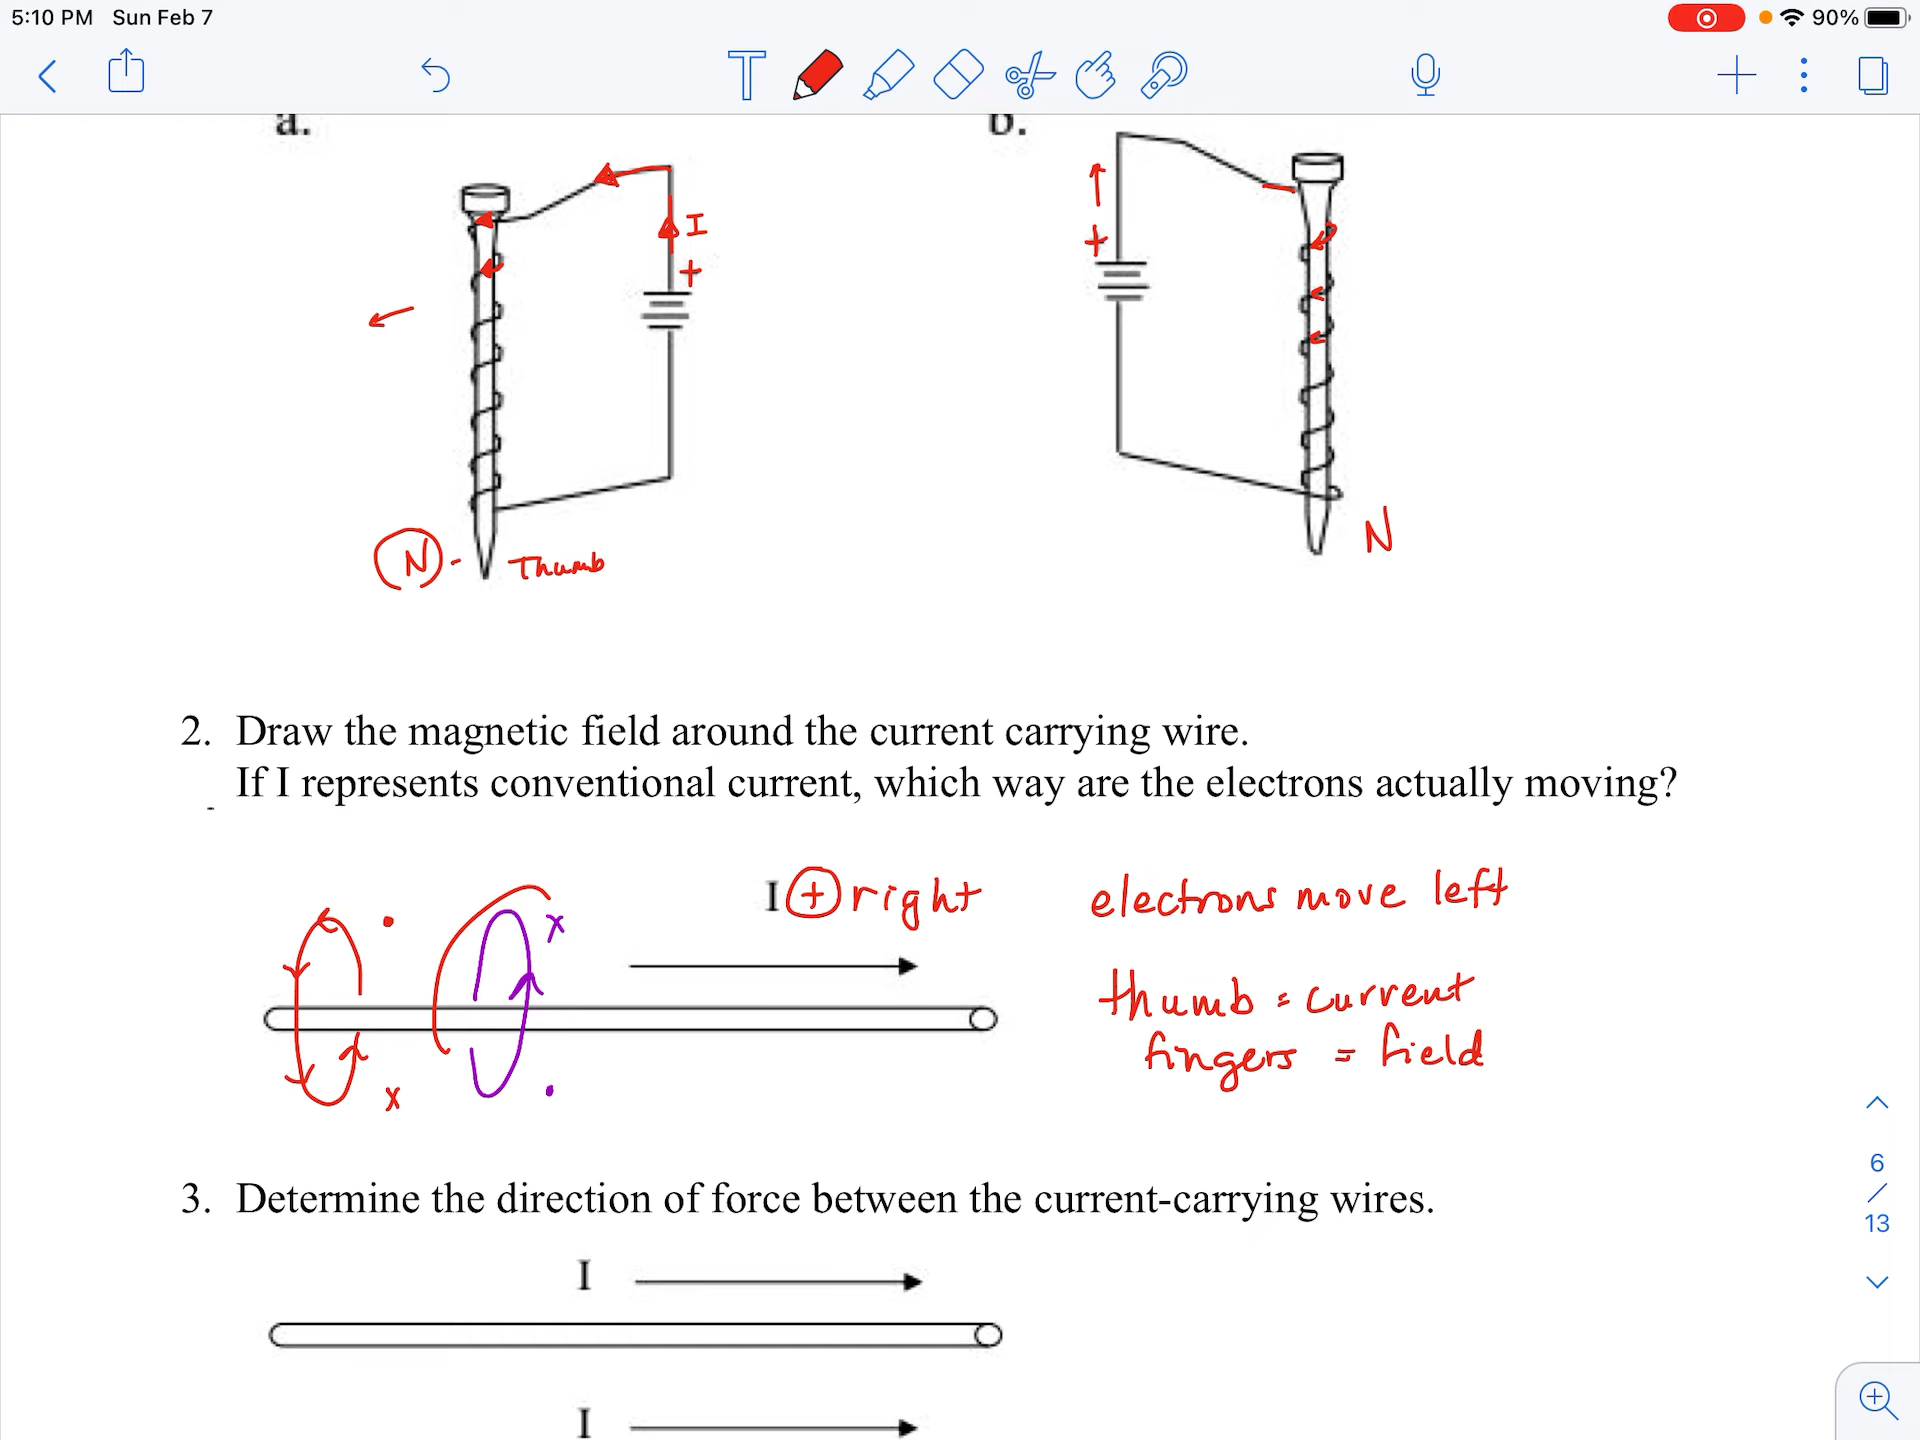 5:10 PM Sun Feb 7
90%
T
a.
b.
I
+
+
N
Thumb
N
2. Draw the magnetic field around the current carrying wire.
If I represents conventional current, which way are the electrons actually moving?
I + right
electrons move left
x
thumb = current
fingers = field
x
3. Determine the direction of force between the current-carrying wires.
I
I
6
/
13